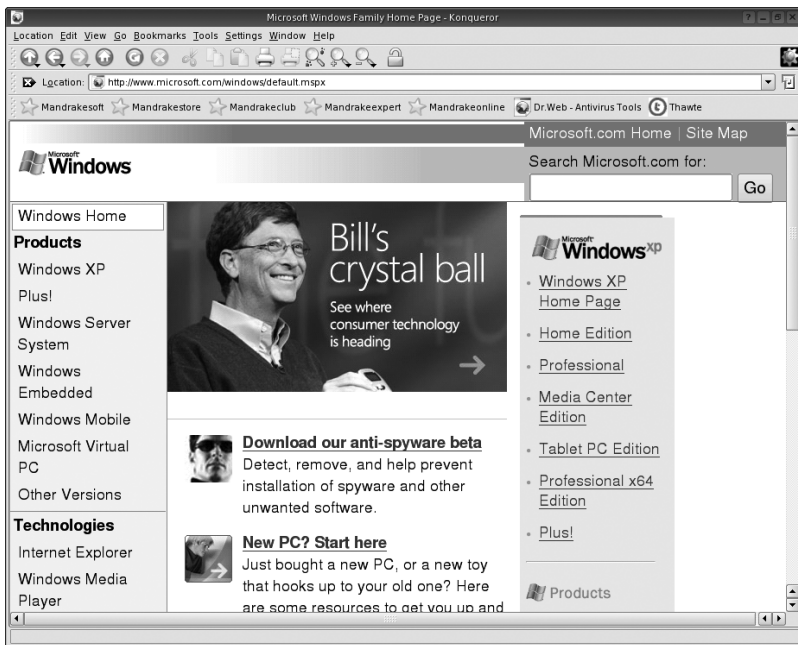 Microsoft Windows Family Home Page - Konqueror
Location Edit View Go Bookmarks Tools Settings Window Help
Location: http://www.microsoft.com/windows/default.mspx
Mandrakesoft Mandrakestore Mandrakeclub Mandrakeexpert Mandrakeonline Dr.Web - Antivirus Tools Thawte
Microsoft.com Home | Site Map
Microsoft
Windows
Search Microsoft.com for:
Go
Windows Home
Products
Windows XP
Plus!
Windows Server
System
Windows
Embedded
Windows Mobile
Microsoft Virtual
PC
Other Versions
Technologies
Internet Explorer
Windows Media
Player
Bill's
crystal ball
See where
consumer technology
is heading
Download our anti-spyware beta
Detect, remove, and help prevent
installation of spyware and other
unwanted software.
New PC? Start here
Just bought a new PC, or a new toy
that hooks up to your old one? Here
are some resources to get you up and
Microsoft
Windows xp
Windows XP
Home Page
Home Edition
Professional
Media Center
Edition
Tablet PC Edition
Professional x64
Edition
Plus!
Products